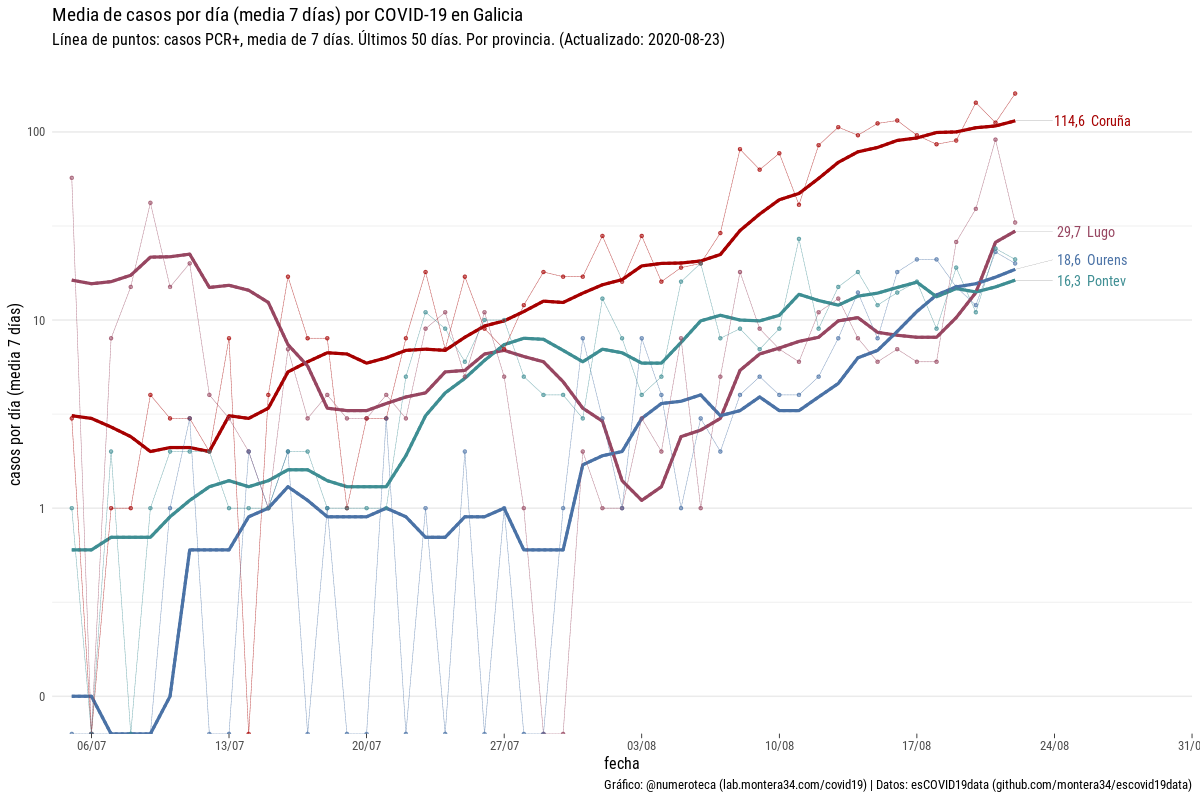 Media de casos por día (media 7 días) por COVID-19 en Galicia
Línea de puntos: casos PCR+, media de 7 días. Últimos 50 días. Por provincia. (Actualizado: 2020-08-23)
casos por día (media 7 días)
100
10
1
0
114,6 Coruña
29,7 Lugo
18,6 Ourens
16,3 Pontev
06/07
13/07
20/07
27/07
03/08
10/08
17/08
24/08
31/0
fecha
Gráfico: @numeroteca (lab.montera34.com/covid19) | Datos: esCOVID19data (github.com/montera34/escovid19data)